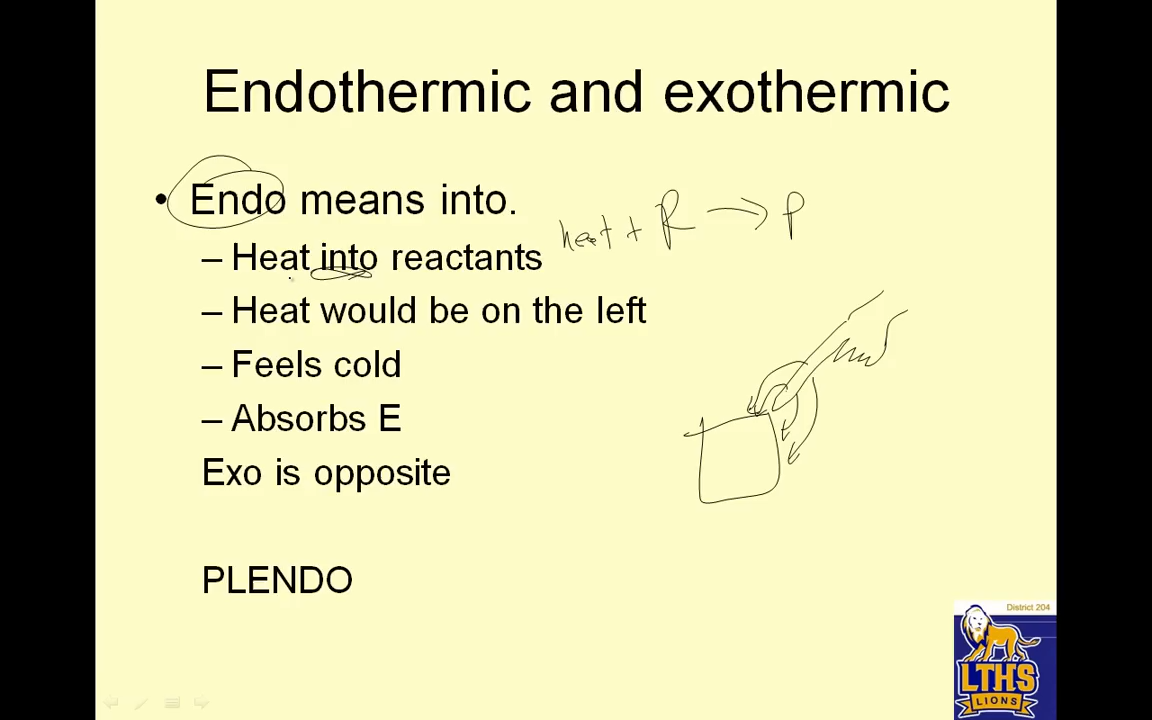 Endothermic and exothermic
• Endo means into.
heat + R → P
– Heat into reactants
– Heat would be on the left
– Feels cold
– Absorbs E
Exo is opposite
PLENDO
District 204
LTHS
LIONS